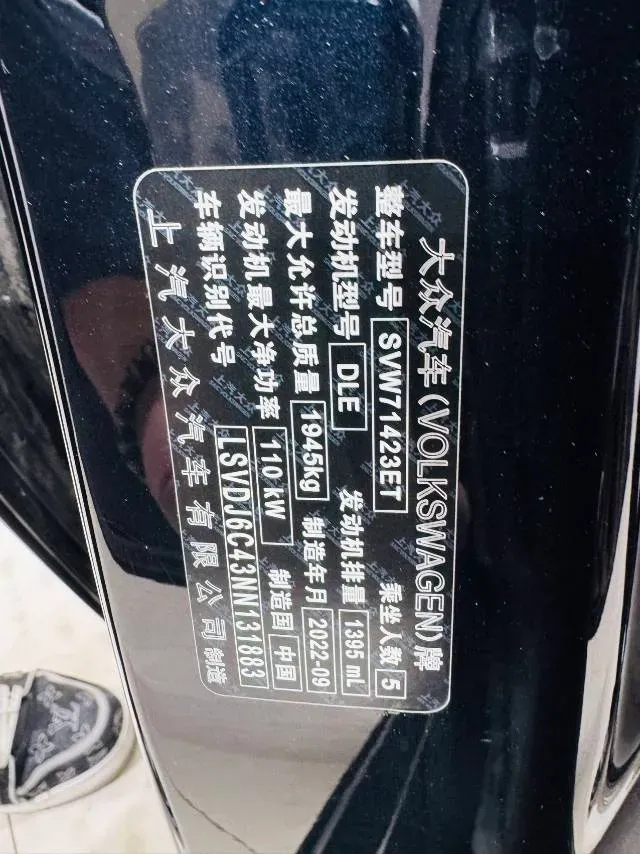 大众汽车(VOLKSWAGEN)牌
整车型号 SVW71423ET 乘坐人数 5
发动机型号 DLE 发动机排量 1395 mL
最大允许总质量 1945kg 制造年月 2022-09
发动机最大净功率 110 kW 制造国 中国
车辆识别代号 LSVDJ6C43NN131883
上汽大众汽车有限公司 制造